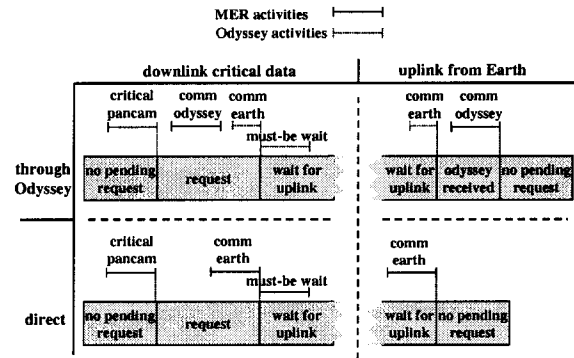 MER activities
Odyssey activities
downlink critical data
uplink from Earth
critical
pancam
comm
odyssey
comm
earth
must-be wait
comm
earth
comm
odyssey
through
Odyssey
no pending
request
request
wait for
uplink
wait for
uplink
odyssey
received
no pending
request
critical
pancam
comm
earth
must-be wait
comm
earth
direct
no pending
request
request
wait for
uplink
wait for
uplink
no pending
request